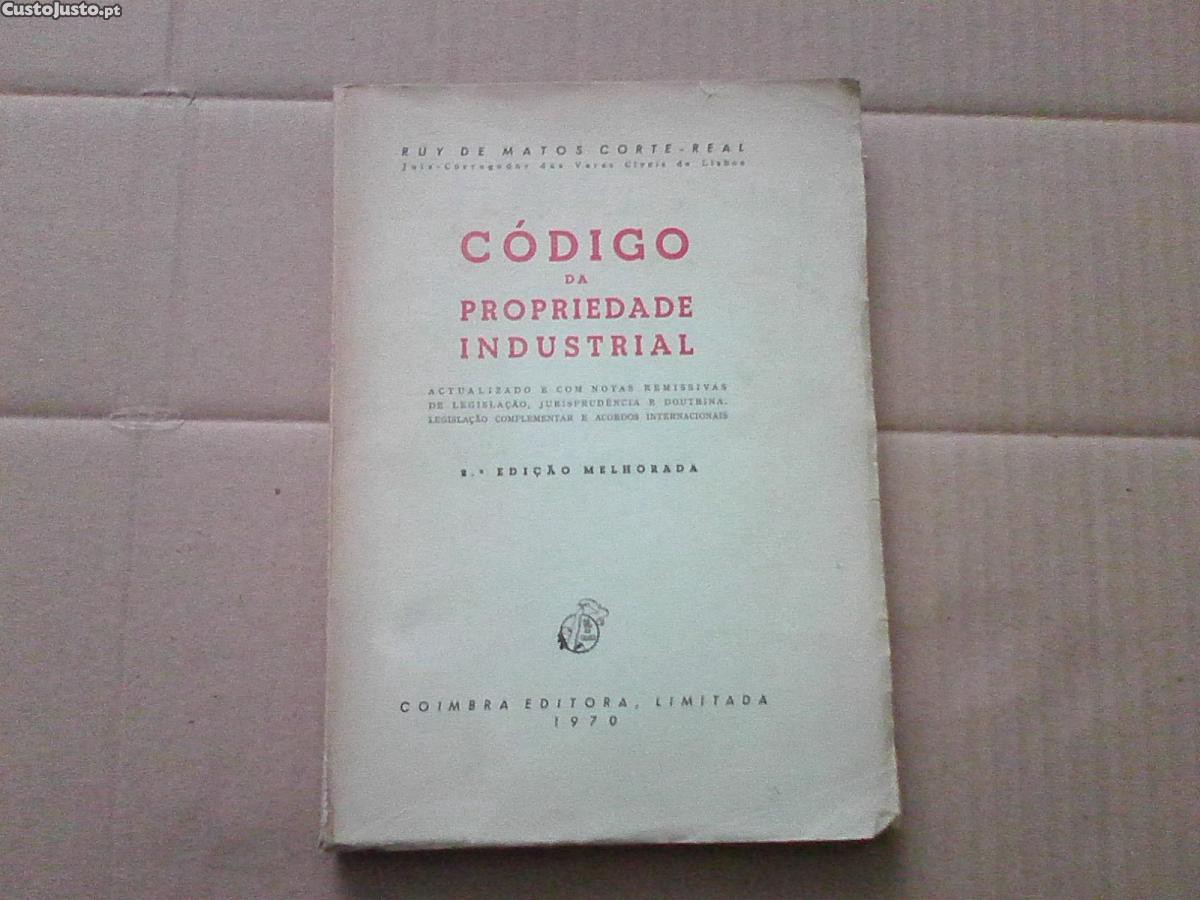 CustoJusto.pt
RUY DE MATOS CORTE-REAL
Juiz-Corregedor das Varas Cíveis de Lisboa
CÓDIGO
DA
PROPRIEDADE
INDUSTRIAL
ACTUALIZADO E COM NOTAS REMISSIVAS
DE LEGISLAÇÃO, JURISPRUDÊNCIA E DOUTRINA.
LEGISLAÇÃO COMPLEMENTAR E ACORDOS INTERNACIONAIS
2.ª EDIÇÃO MELHORADA
COIMBRA EDITORA, LIMITADA
1970